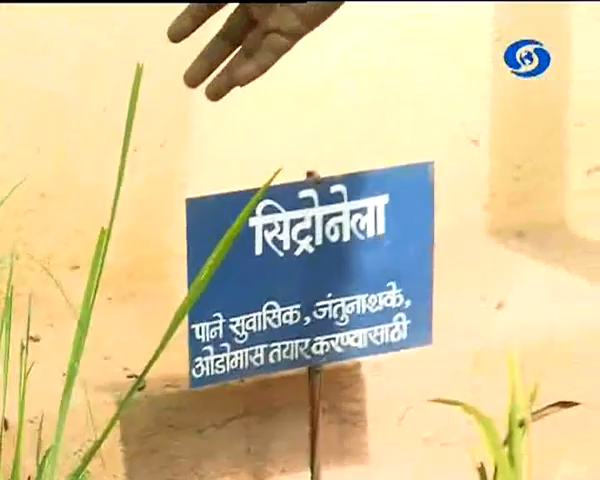 सिट्रोनेला
पाने सुवासिक, जंतुनाशके,
ओडोमास तयार करण्यासाठी